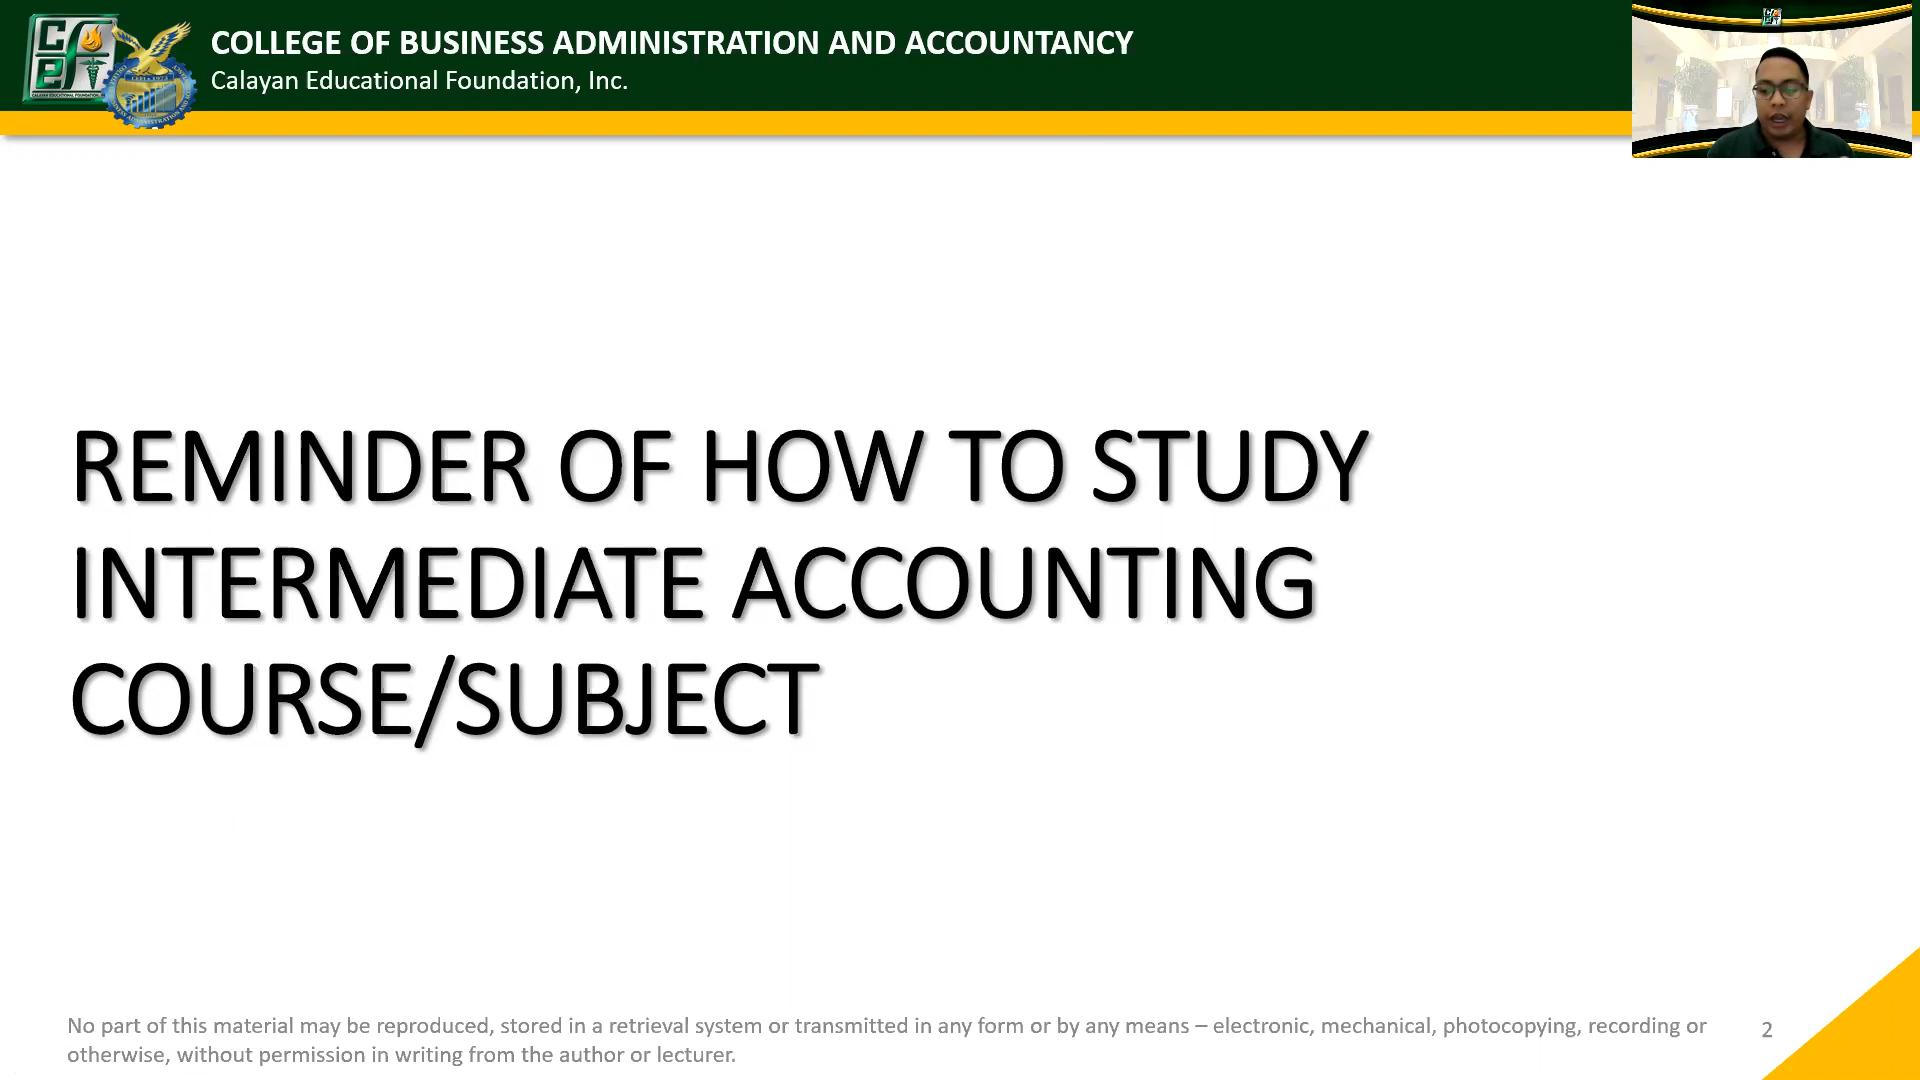 COLLEGE OF BUSINESS ADMINISTRATION AND ACCOUNTANCY
Calayan Educational Foundation, Inc.
REMINDER OF HOW TO STUDY
INTERMEDIATE ACCOUNTING
COURSE/SUBJECT
No part of this material may be reproduced, stored in a retrieval system or transmitted in any form or by any means – electronic, mechanical, photocopying, recording or
otherwise, without permission in writing from the author or lecturer.
2